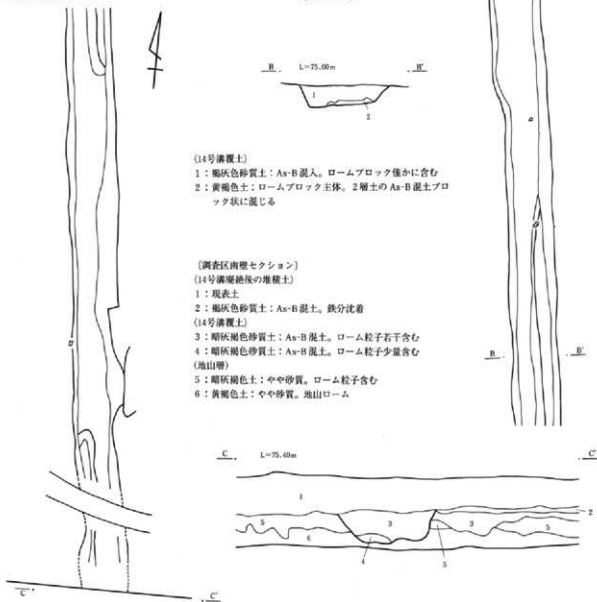 B L=75.00m B'
1
2
(14号溝覆土)
1：褐灰色砂質土：As-B混入。ロームブロック僅かに含む
2：黄褐色土；ロームブロック主体。2層土のAs-B混土ブロ
ック状に混じる
[調査区南壁セクション]
(14号溝廃絶後の堆積土)
1：現表土
2：褐灰色砂質土：As-B混土。鉄分沈着
(14号溝覆土)
3：暗灰褐色砂質土：As-B混土。ローム粒子若干含む
4：暗灰褐色砂質土：As-B混土。ローム粒子少量含む
(地山層)
5：暗灰褐色土：やや砂質。ローム粒子含む
6：黄褐色土：やや砂質。地山ローム
B B'
C L=75.40m C'
1
2
5 3 3 5
6
4 5
C C'